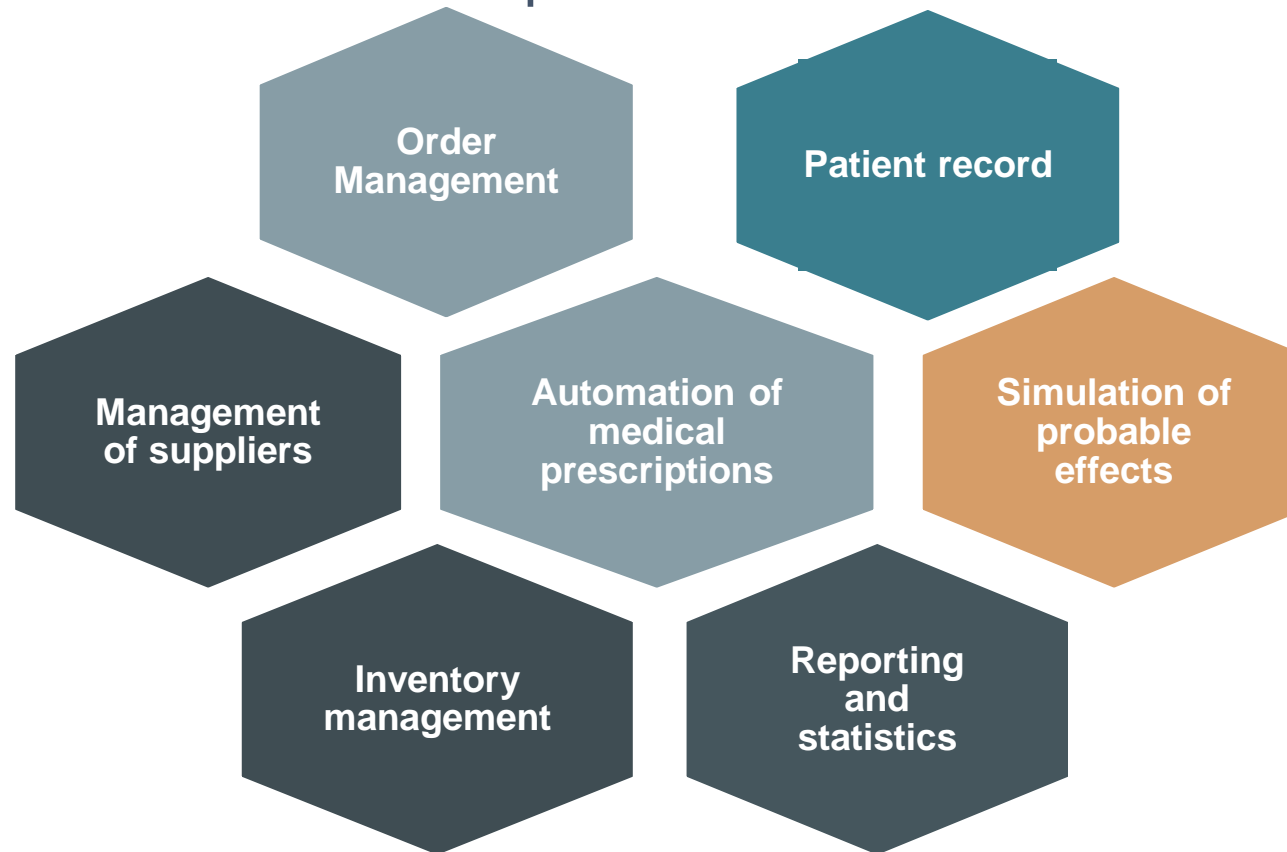 Order
Management
Patient record
Management
of suppliers
Automation of
medical
prescriptions
Simulation of
probable
effects
Inventory
management
Reporting
and
statistics